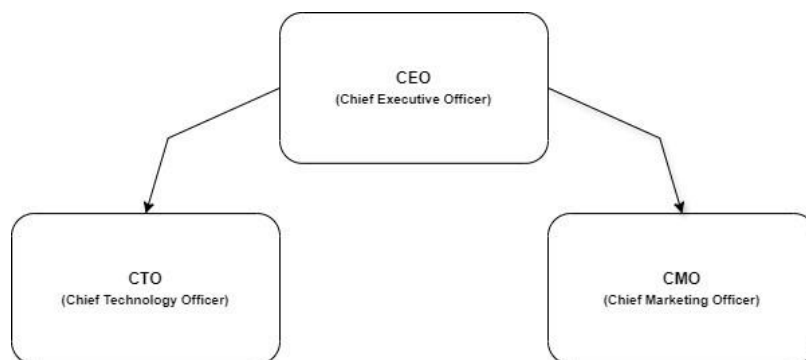 CEO
(Chief Executive Officer)
CTO
(Chief Technology Officer)
CMO
(Chief Marketing Officer)